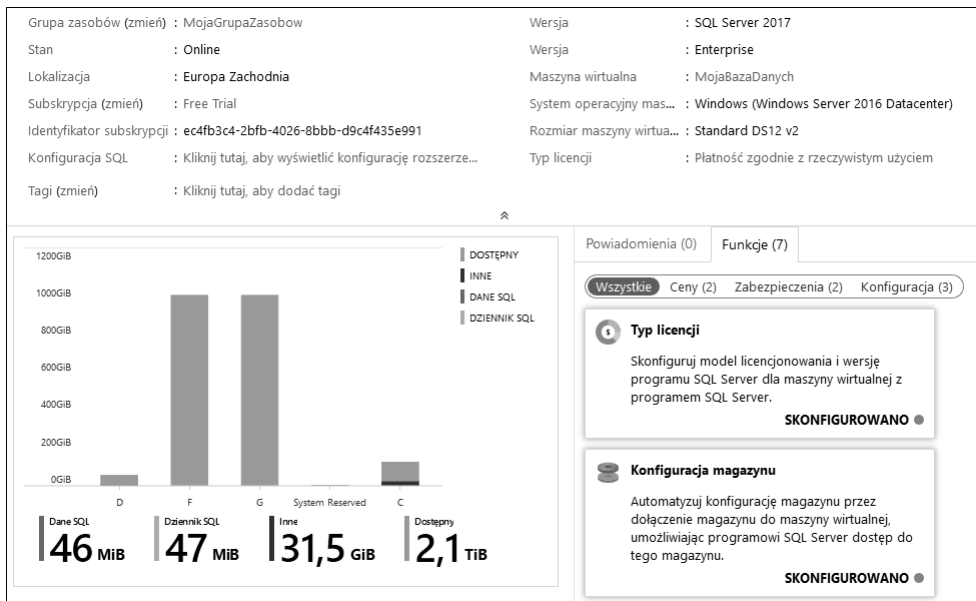 Grupa zasobów (zmień) : MojaGrupaZasobow
Stan : Online
Lokalizacja : Europa Zachodnia
Subskrypcja (zmień) : Free Trial
Identyfikator subskrypcji : ec4fb3c4-2bfb-4026-8bbb-d9c4f435e991
Konfiguracja SQL : Kliknij tutaj, aby wyświetlić konfigurację rozszerze...
Tagi (zmień) : Kliknij tutaj, aby dodać tagi
Wersja : SQL Server 2017
Wersja : Enterprise
Maszyna wirtualna : MojaBazaDanych
System operacyjny mas... : Windows (Windows Server 2016 Datacenter)
Rozmiar maszyny wirtua... : Standard DS12 v2
Typ licencji : Płatność zgodnie z rzeczywistym użyciem
1200GiB
1000GiB
800GiB
600GiB
400GiB
200GiB
0GiB
D F G System Reserved C
DOSTĘPNY
INNE
DANE SQL
DZIENNIK SQL
Dane SQL
46 MiB
Dziennik SQL
47 MiB
Inne
31,5 GiB
Dostępny
2,1 TiB
Powiadomienia (0) Funkcje (7)
Wszystkie Ceny (2) Zabezpieczenia (2) Konfiguracja (3)
Typ licencji
Skonfiguruj model licencjonowania i wersję
programu SQL Server dla maszyny wirtualnej z
programem SQL Server.
SKONFIGUROWANO
Konfiguracja magazynu
Automatyzuj konfigurację magazynu przez
dołączenie magazynu do maszyny wirtualnej,
umożliwiając programowi SQL Server dostęp do
tego magazynu.
SKONFIGUROWANO